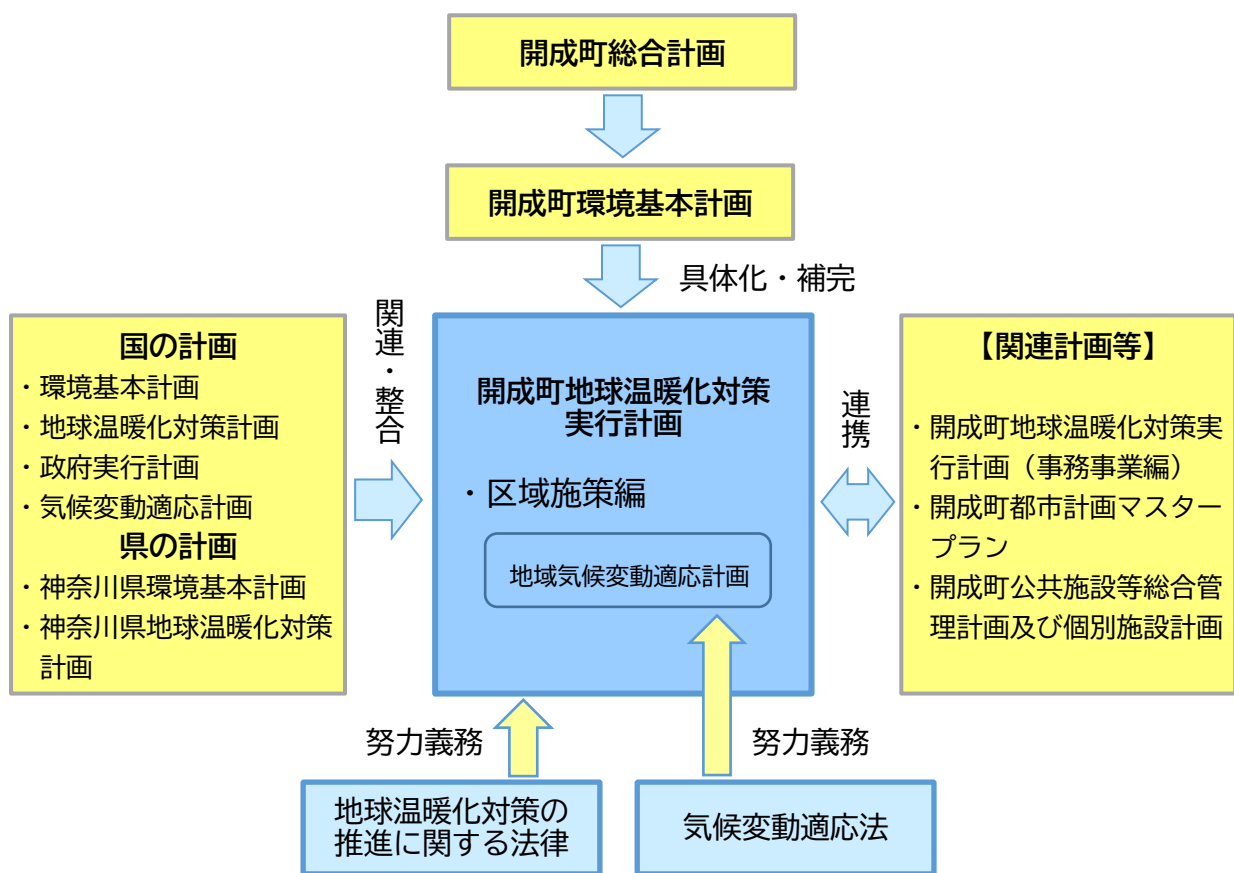 開成町総合計画
開成町環境基本計画
具体化・補完
国の計画
・環境基本計画
・地球温暖化対策計画
・政府実行計画
・気候変動適応計画
県の計画
・神奈川県環境基本計画
・神奈川県地球温暖化対策
計画
関連・整合
開成町地球温暖化対策
実行計画
・区域施策編
地域気候変動適応計画
連携
【関連計画等】
・開成町地球温暖化対策実
行計画（事務事業編）
・開成町都市計画マスター
プラン
・開成町公共施設等総合管
理計画及び個別施設計画
努力義務
努力義務
地球温暖化対策の
推進に関する法律
気候変動適応法